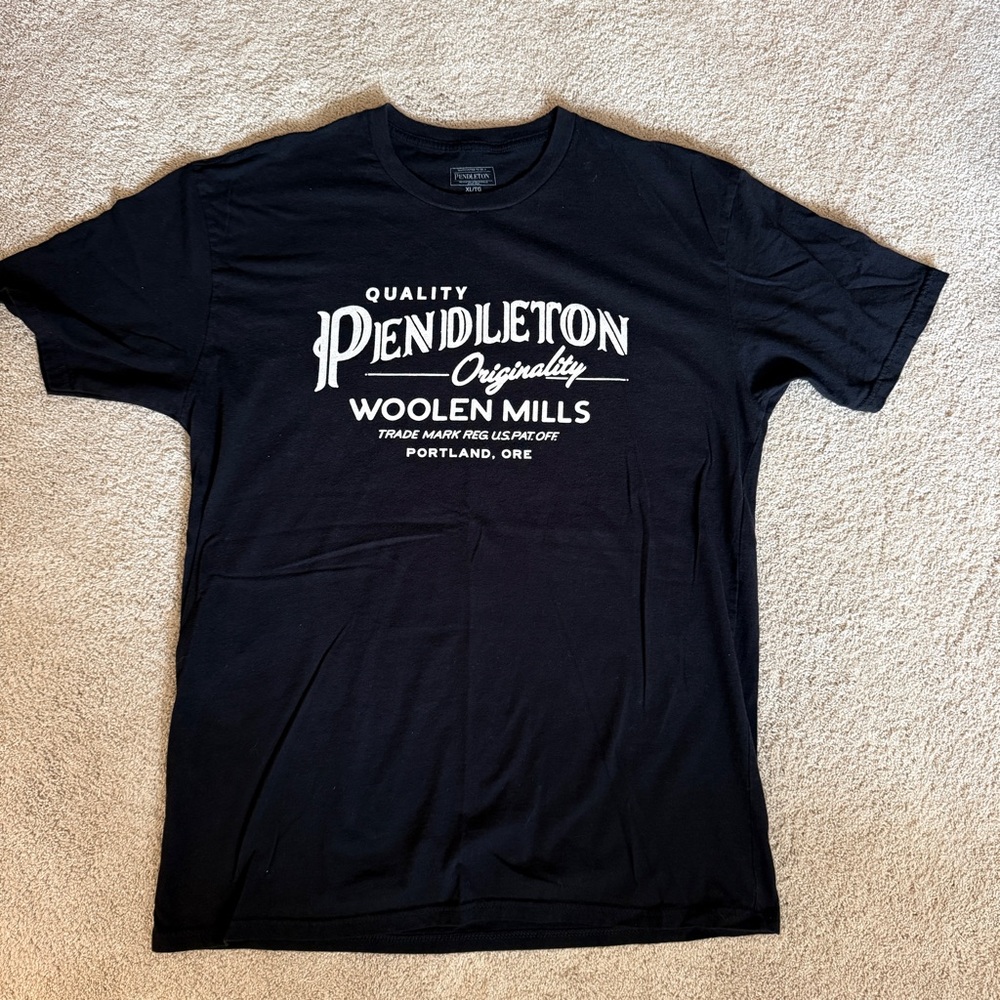 PENDLETON
XL/TG
QUALITY
PENDLETON
Originality
WOOLEN MILLS
TRADE MARK REG. U.S. PAT. OFF.
PORTLAND, ORE